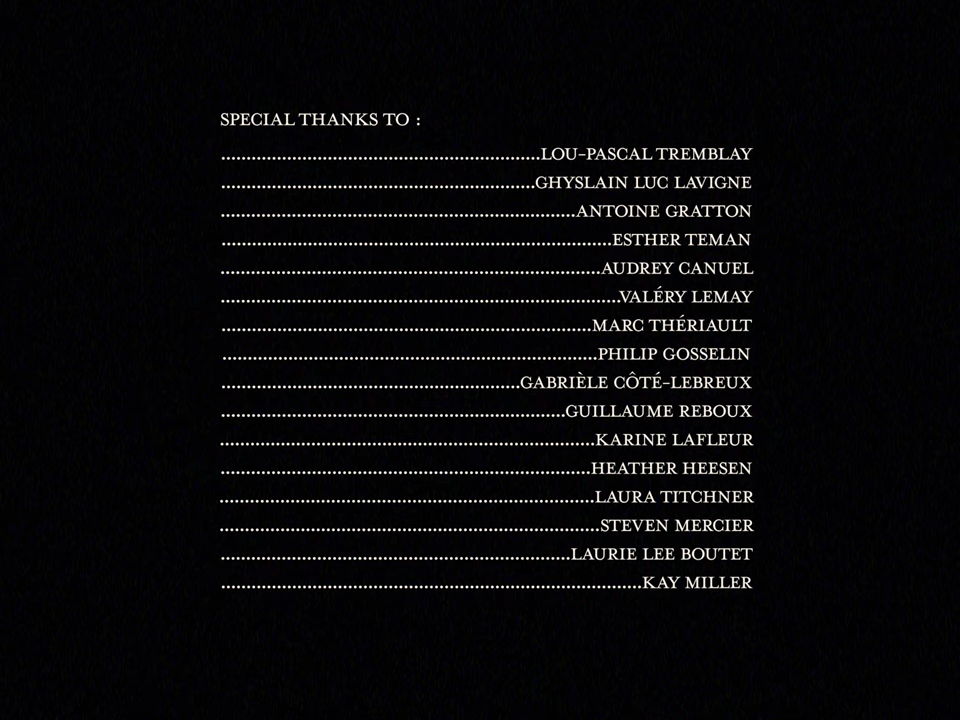 SPECIAL THANKS TO :
................................................................LOU-PASCAL TREMBLAY
...............................................................GHYSLAIN LUC LAVIGNE
.......................................................................ANTOINE GRATTON
..............................................................................ESTHER TEMAN
............................................................................AUDREY CANUEL
................................................................................VALÉRY LEMAY
..........................................................................MARC THÉRIAULT
...........................................................................PHILIP GOSSELIN
............................................................GABRIÈLE CÔTÉ-LEBREUX
.....................................................................GUILLAUME REBOUX
...........................................................................KARINE LAFLEUR
..........................................................................HEATHER HEESEN
...........................................................................LAURA TITCHNER
............................................................................STEVEN MERCIER
......................................................................LAURIE LEE BOUTET
....................................................................................KAY MILLER